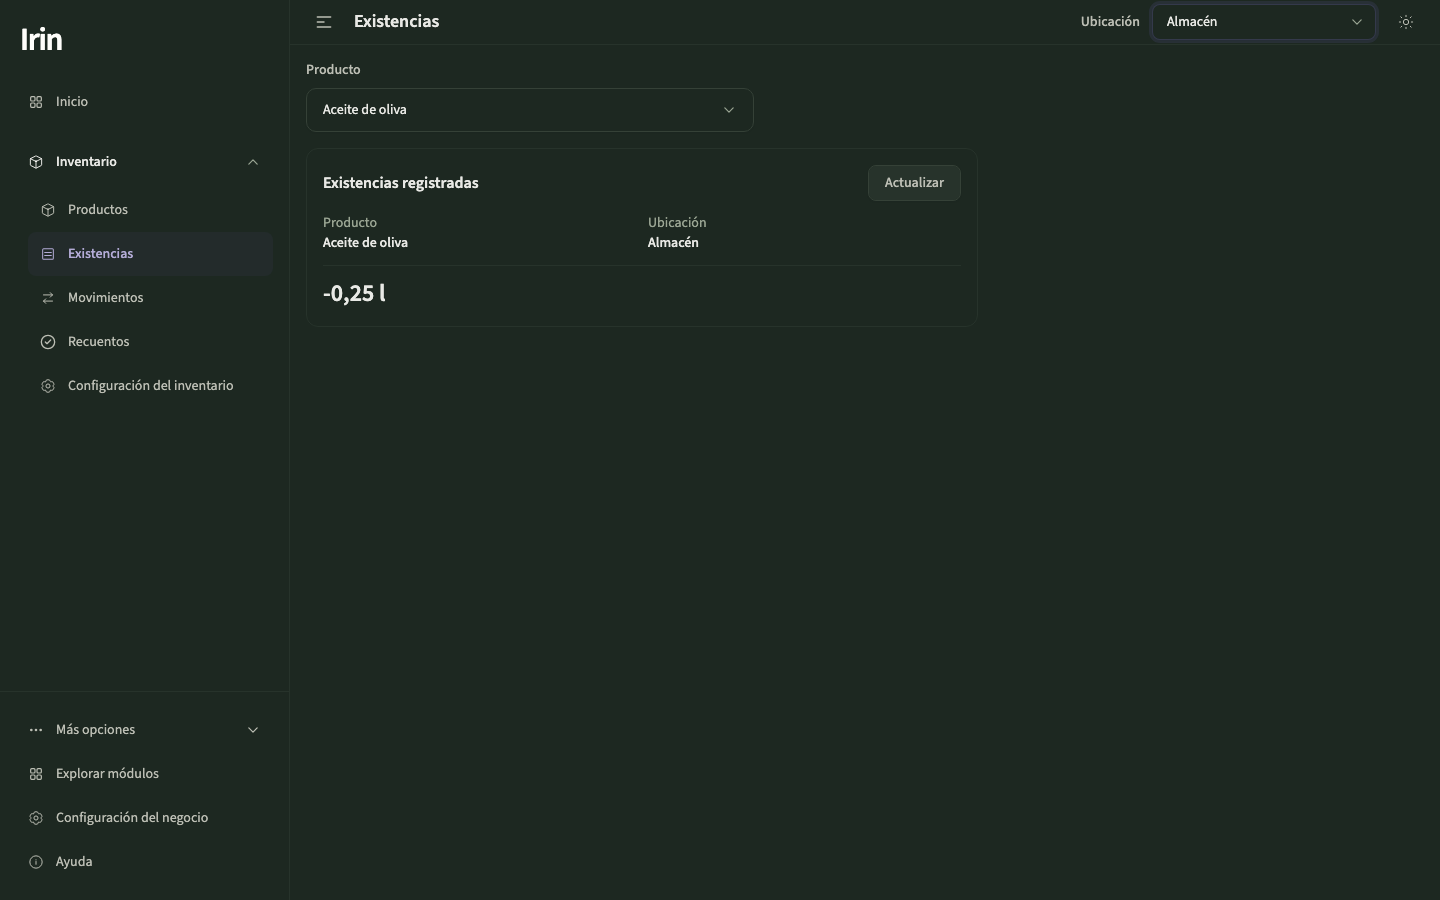 Irin
Inicio
Inventario
Productos
Existencias
Movimientos
Recuentos
Configuración del inventario
Más opciones
Explorar módulos
Configuración del negocio
Ayuda
Existencias
Ubicación
Almacén
Producto
Aceite de oliva
Existencias registradas
Actualizar
Producto
Ubicación
Aceite de oliva
Almacén
-0,25 l